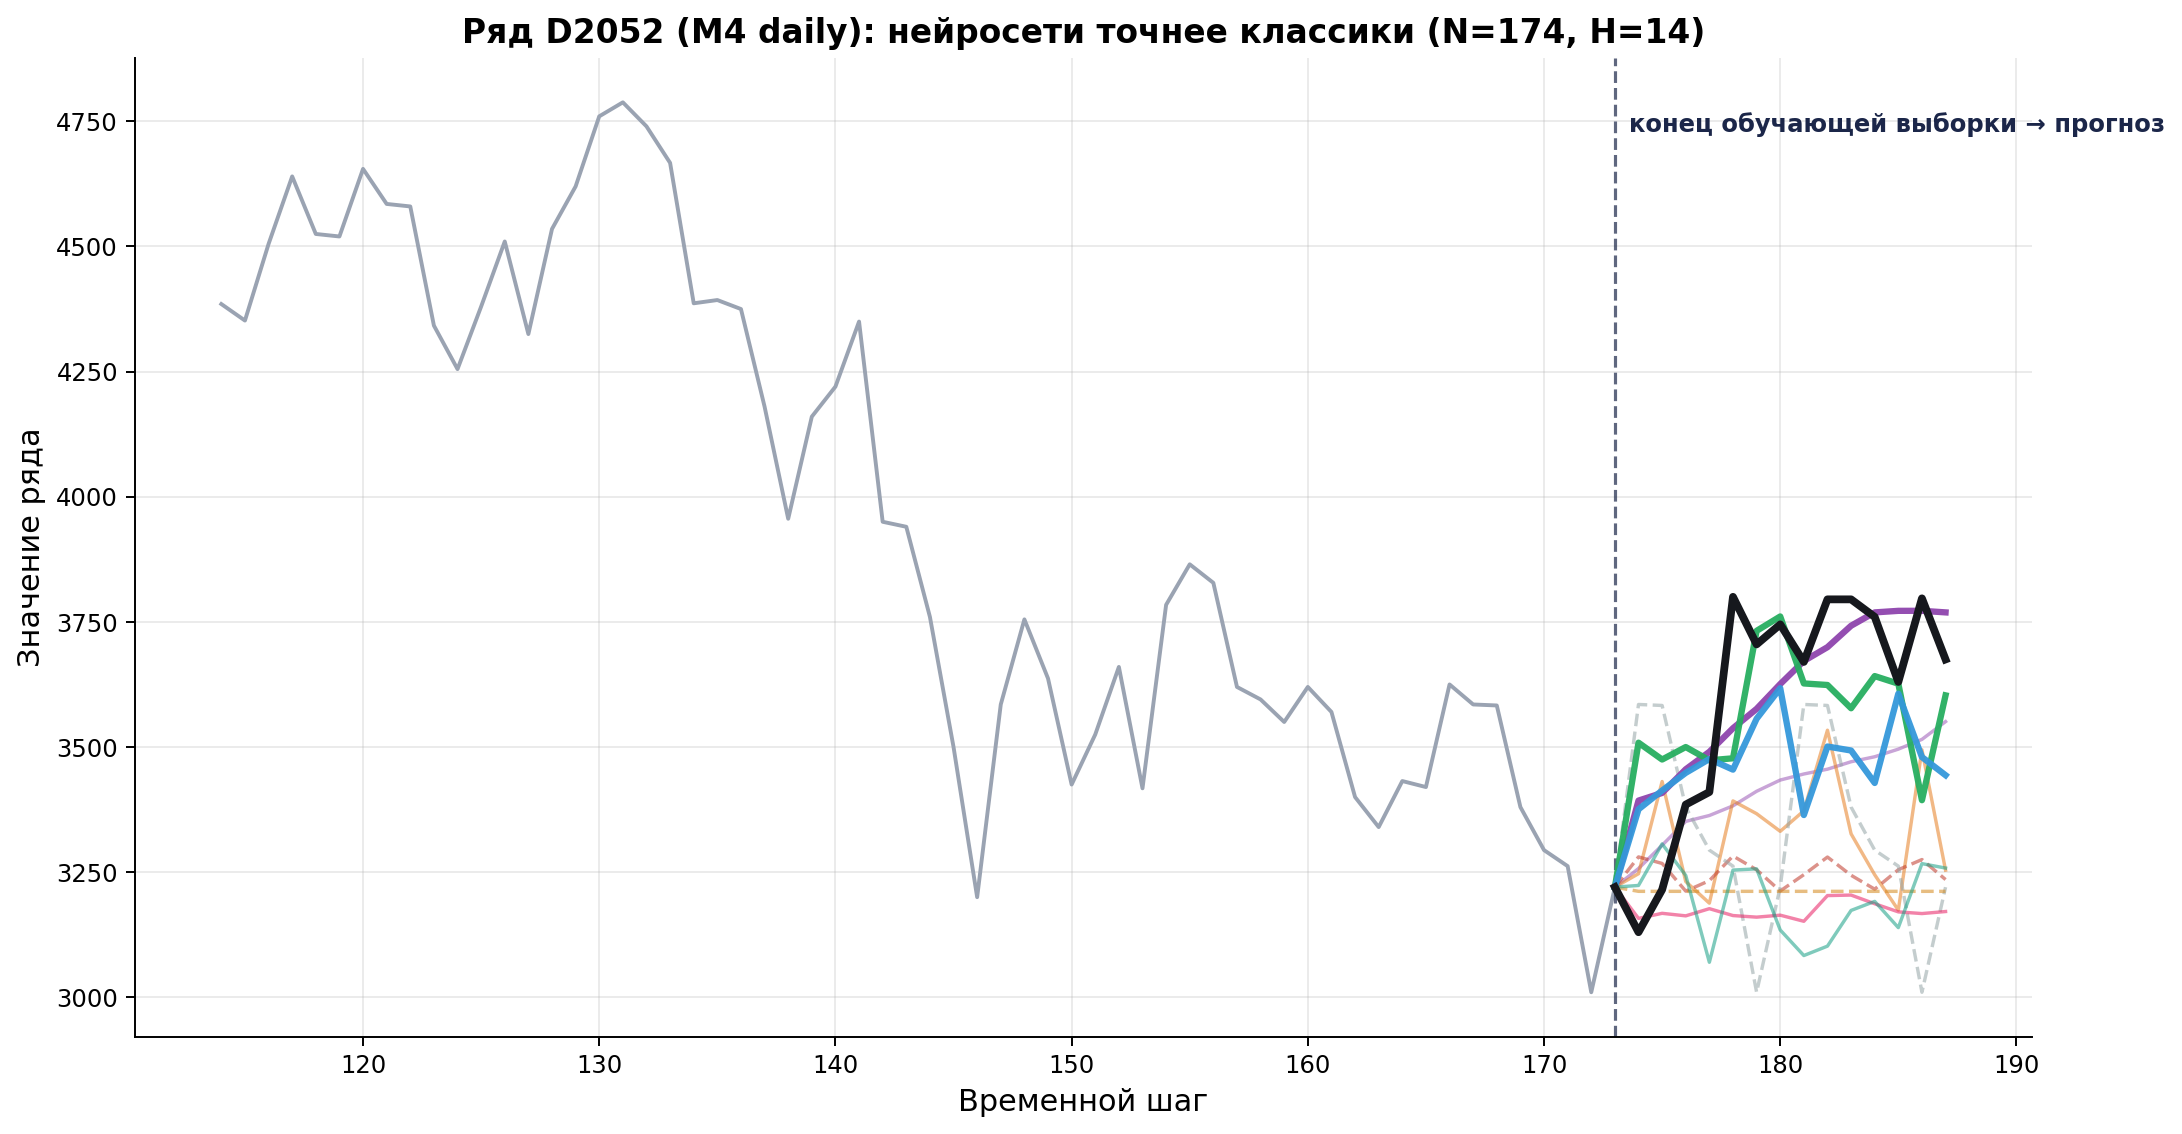 Ряд D2052 (M4 daily): нейросети точнее классики (N=174, H=14)
конец обучающей выборки → прогноз
Значение ряда
4750
4500
4250
4000
3750
3500
3250
3000
120 130 140 150 160 170 180 190
Временной шаг